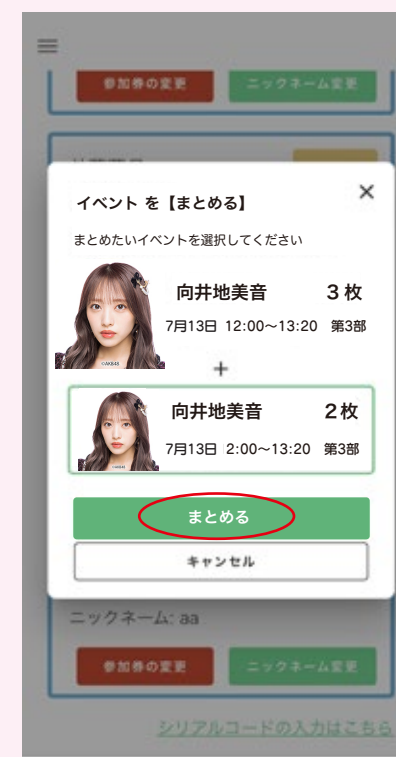 参加券の変更 ニックネーム変更
イベント を【まとめる】 ×
まとめたいイベントを選択してください
向井地美音 3枚
7月13日 12:00～13:20 第3部
©AKB48
+
向井地美音 2枚
7月13日 2:00～13:20 第3部
©AKB48
まとめる
キャンセル
ニックネーム: aa
参加券の変更 ニックネーム変更
シリアルコードの入力はこちら